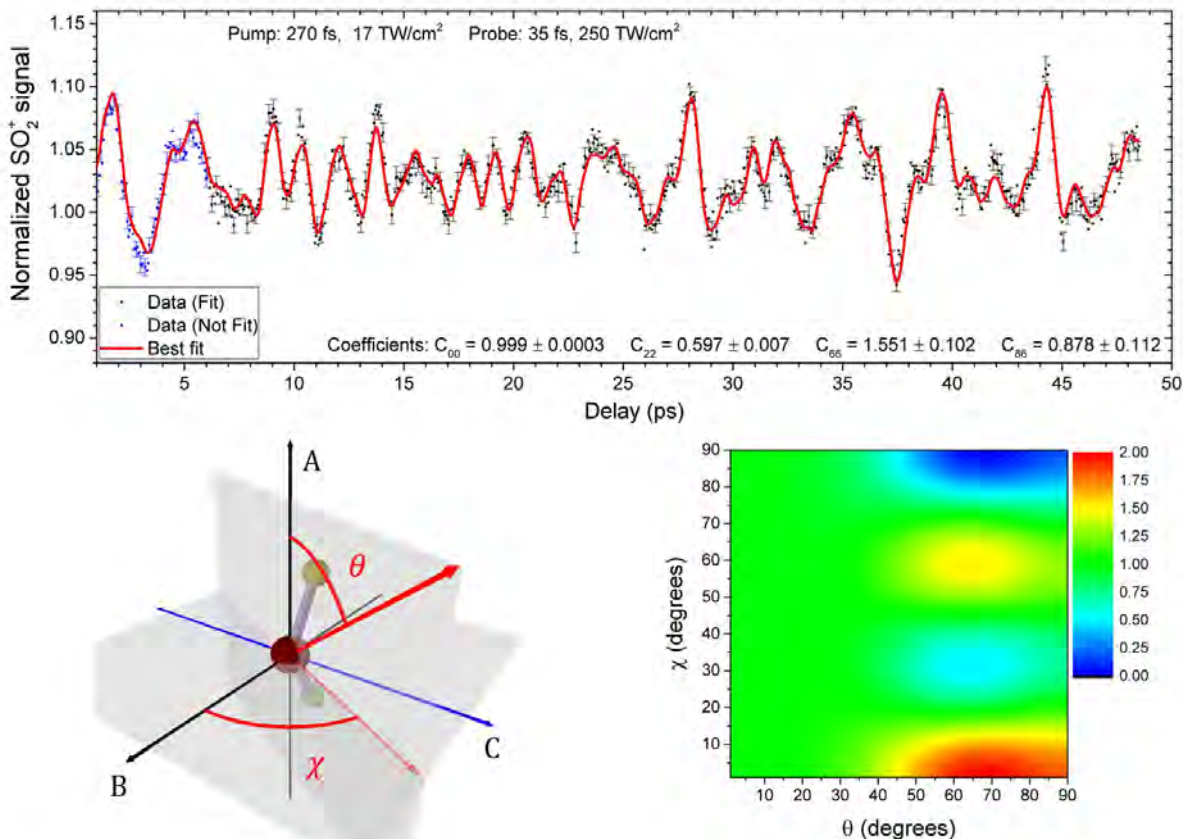 Pump: 270 fs, 17 TW/cm² Probe: 35 fs, 250 TW/cm²
Normalized SO₂⁺ signal
1.15
1.10
1.05
1.00
0.95
0.90
Data (Fit)
Data (Not Fit)
Best fit
Coefficients: C₀₀ = 0.999 ± 0.0003 C₂₂ = 0.597 ± 0.007 C₆₆ = 1.551 ± 0.102 C₈₆ = 0.878 ± 0.112
5 10 15 20 25 30 35 40 45 50
Delay (ps)
A
θ
B
χ
C
χ (degrees)
90
80
70
60
50
40
30
20
10
10 20 30 40 50 60 70 80 90
θ (degrees)
2.00
1.75
1.50
1.25
1.00
0.75
0.50
0.25
0.00